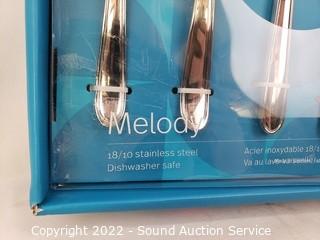 Melody
18/10 stainless steel
Dishwasher safe
Acier inoxydable 18/1
Va au lave-vaisselle
Copyright 2022 - Sound Auction Service